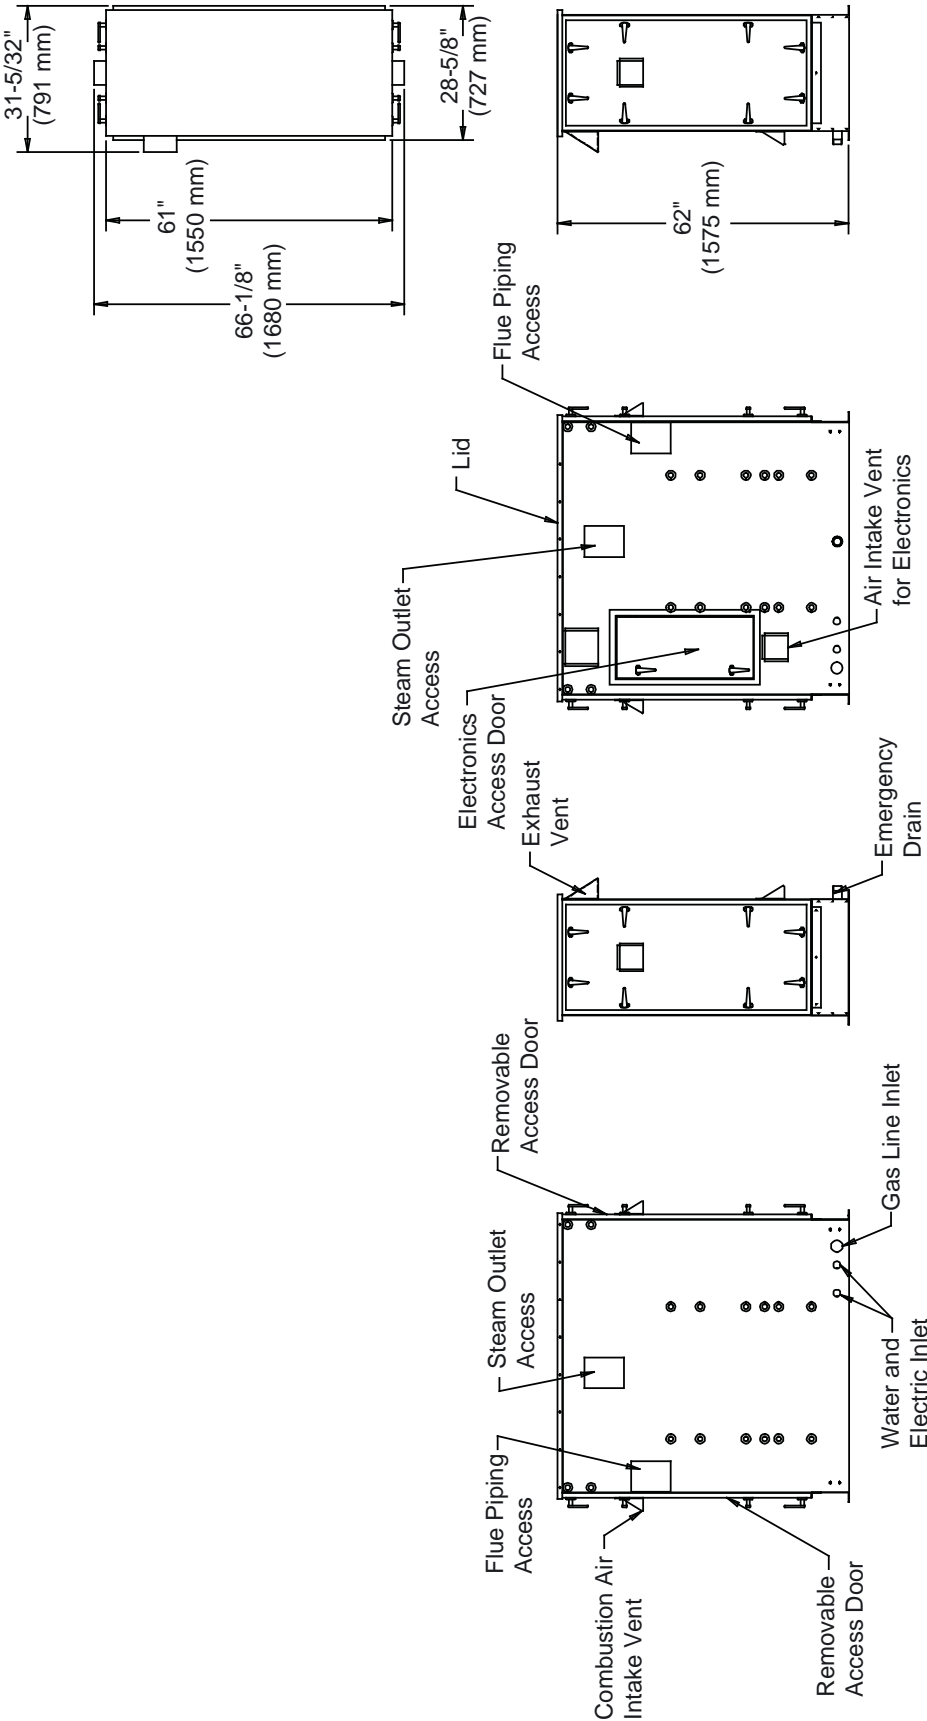 31-5/32"
(791 mm)
28-5/8"
(727 mm)
61"
(1550 mm)
66-1/8"
(1680 mm)
62"
(1575 mm)
Flue Piping
Access
Lid
Steam Outlet
Access
Electronics
Access Door
Air Intake Vent
for Electronics
Exhaust
Vent
Emergency
Drain
Removable
Access Door
Steam Outlet
Access
Flue Piping
Access
Gas Line Inlet
Water and
Electric Inlet
Combustion Air
Intake Vent
Removable
Access Door